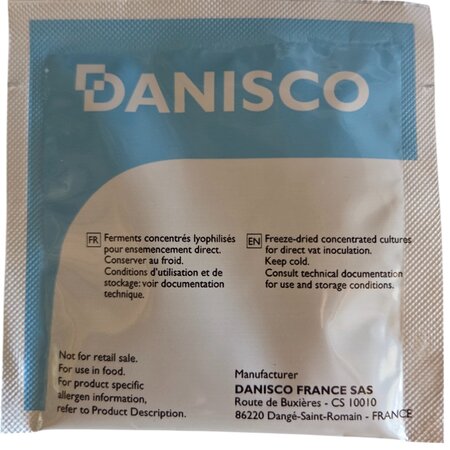 DANISCO
FR Ferments concentrés lyophilisés
pour ensemencement direct.
Conserver au froid.
Conditions d'utilisation et de
stockage: voir documentation
technique.
EN Freeze-dried concentrated cultures
for direct vat inoculation.
Keep cold.
Consult technical documentation
for use and storage conditions.
Not for retail sale.
For use in food.
For product specific
allergen information,
refer to Product Description.
Manufacturer
DANISCO FRANCE SAS
Route de Buxières - CS 10010
86220 Dangé-Saint-Romain - FRANCE